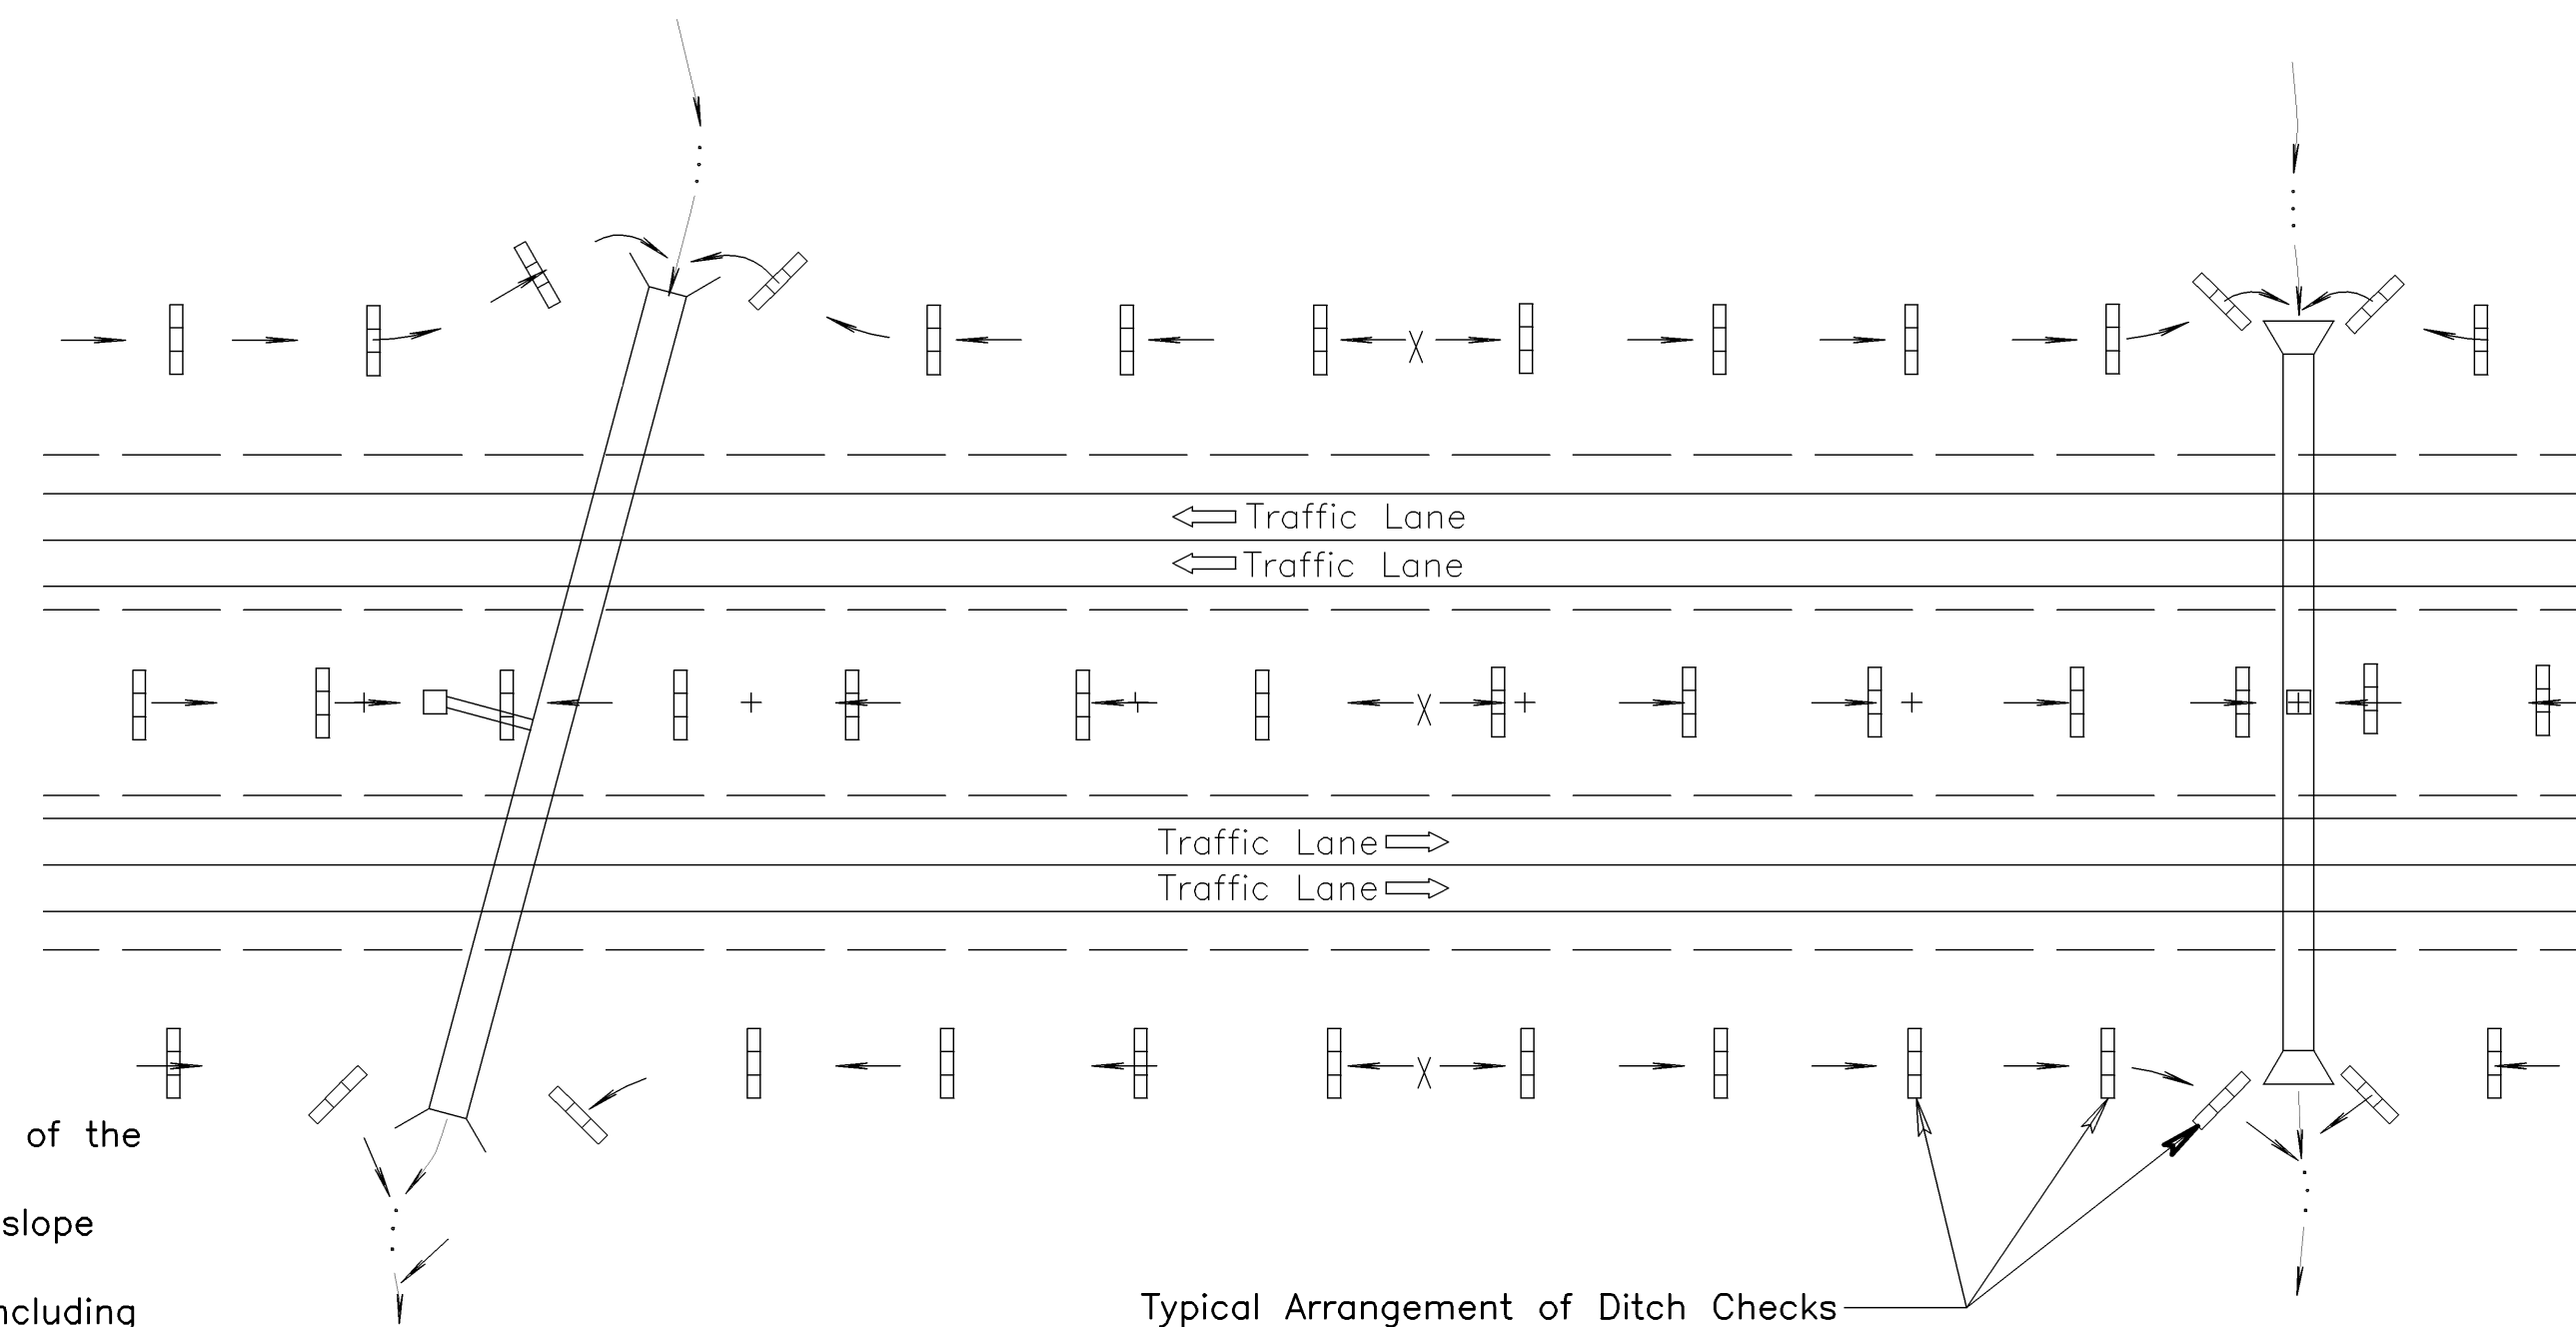 Traffic Lane
Traffic Lane
Traffic Lane
Traffic Lane
of the
slope
Typical Arrangement of Ditch Checks